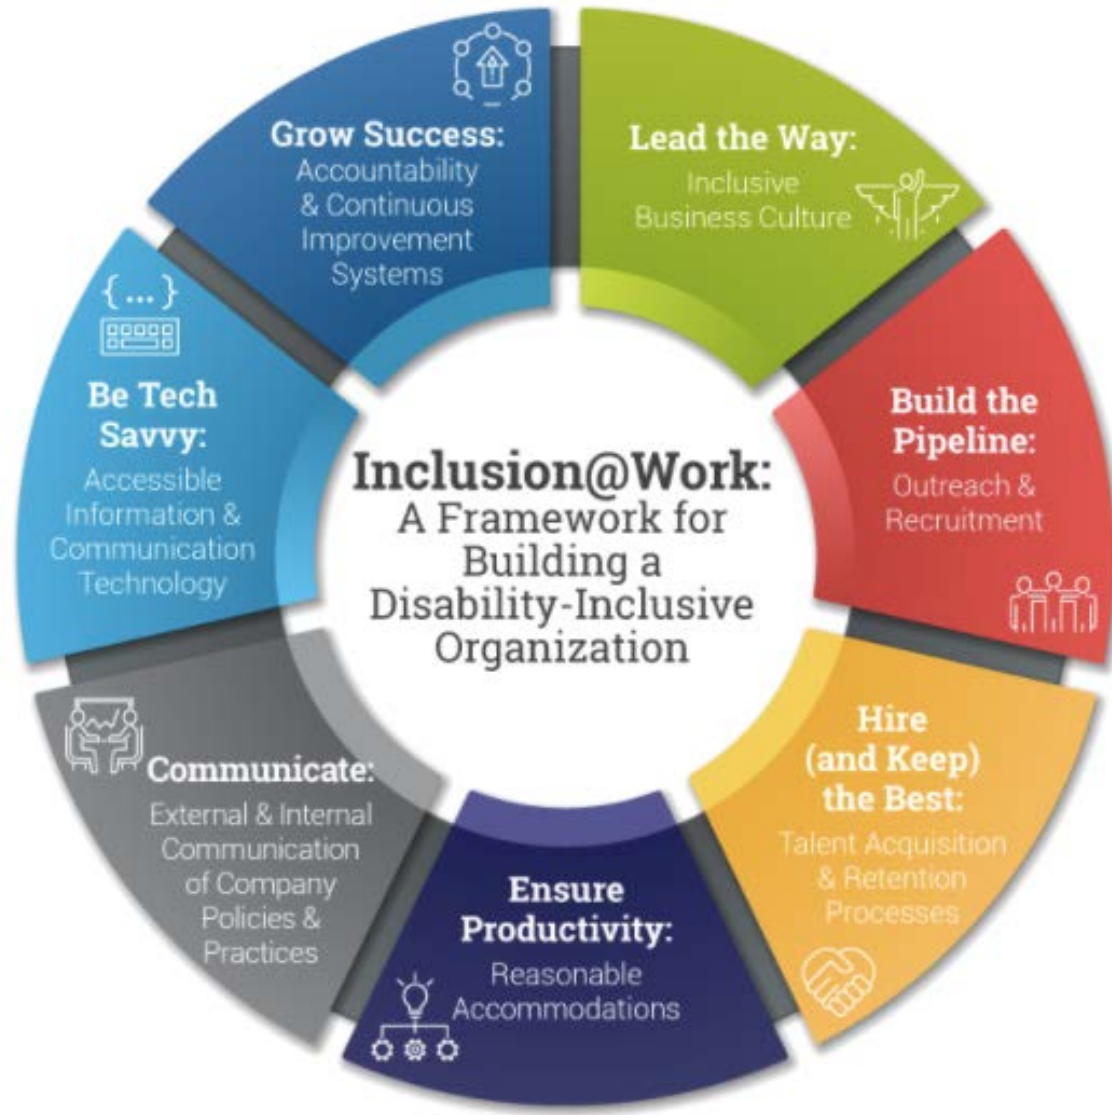 Inclusion@Work:
A Framework for
Building a
Disability-Inclusive
Organization
Lead the Way:
Inclusive
Business Culture
Build the
Pipeline:
Outreach &
Recruitment
Hire
(and Keep)
the Best:
Talent Acquisition
& Retention
Processes
Ensure
Productivity:
Reasonable
Accommodations
Communicate:
External & Internal
Communication
of Company
Policies &
Practices
{...}
Be Tech
Savvy:
Accessible
Information &
Communication
Technology
Grow Success:
Accountability
& Continuous
Improvement
Systems